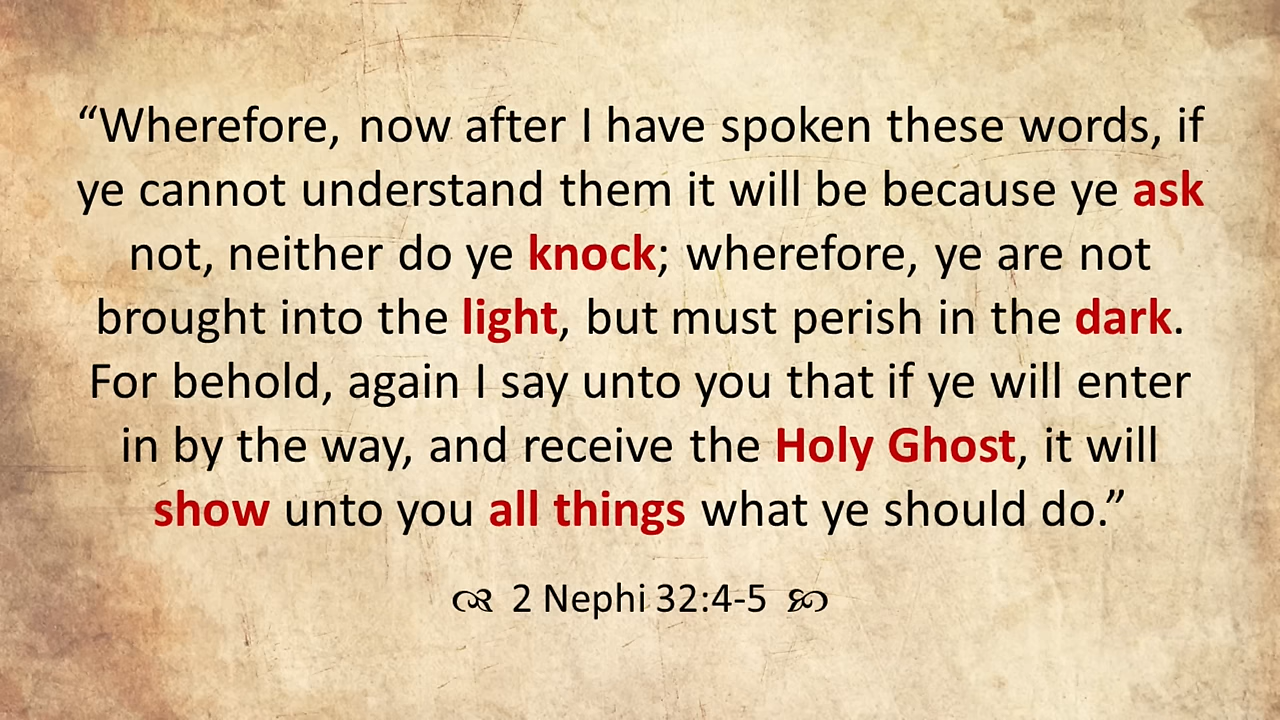 “Wherefore, now after I have spoken these words, if
ye cannot understand them it will be because ye ask
not, neither do ye knock; wherefore, ye are not
brought into the light, but must perish in the dark.
For behold, again I say unto you that if ye will enter
in by the way, and receive the Holy Ghost, it will
show unto you all things what ye should do.”
2 Nephi 32:4-5